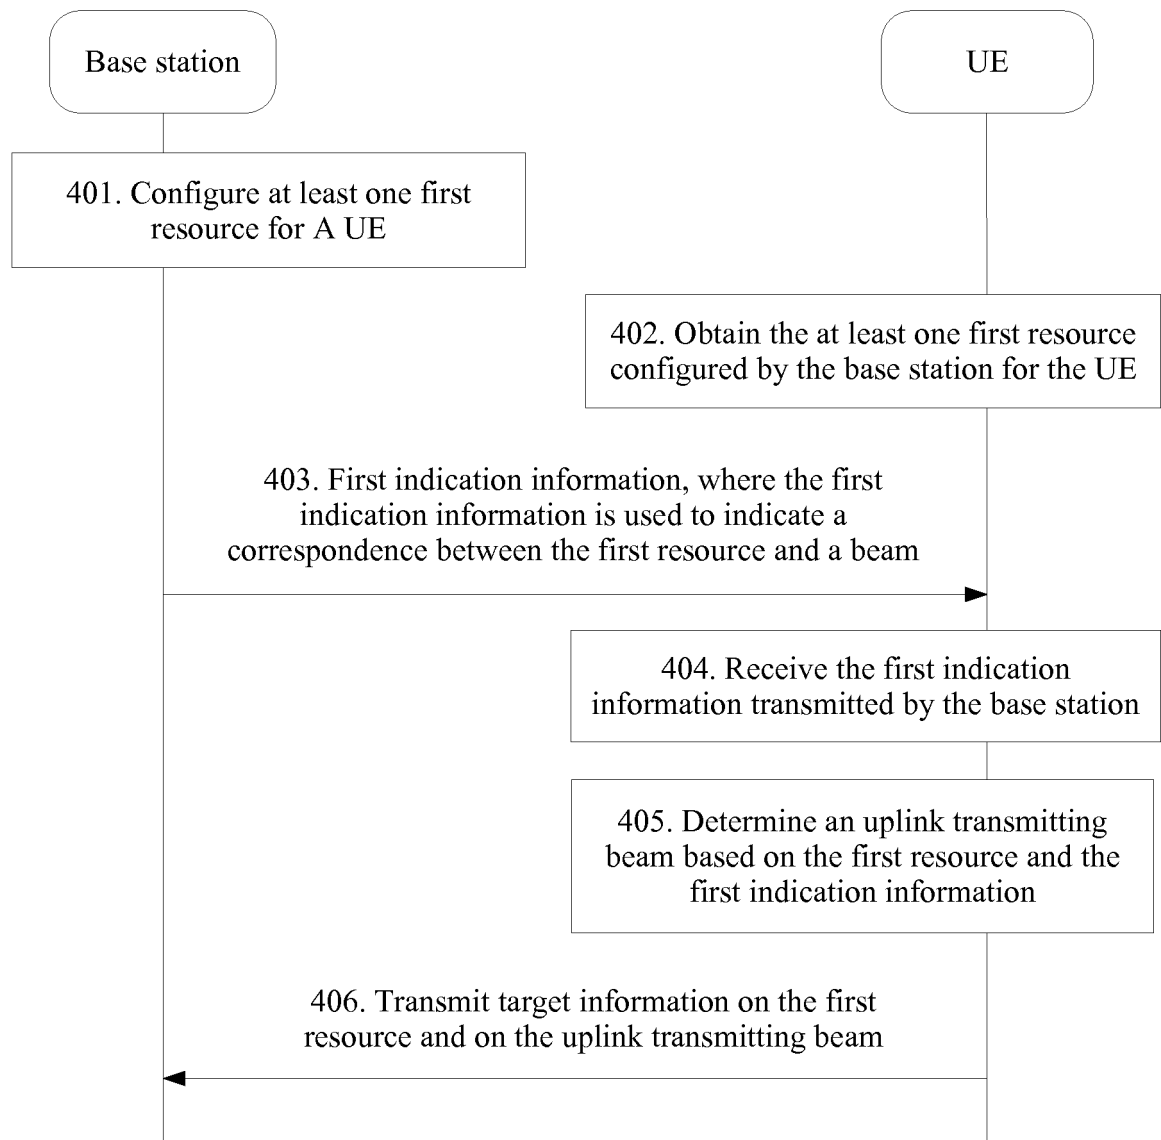 Base station
UE
401. Configure at least one first
resource for A UE
402. Obtain the at least one first resource
configured by the base station for the UE
403. First indication information, where the first
indication information is used to indicate a
correspondence between the first resource and a beam
404. Receive the first indication
information transmitted by the base station
405. Determine an uplink transmitting
beam based on the first resource and the
first indication information
406. Transmit target information on the first
resource and on the uplink transmitting beam